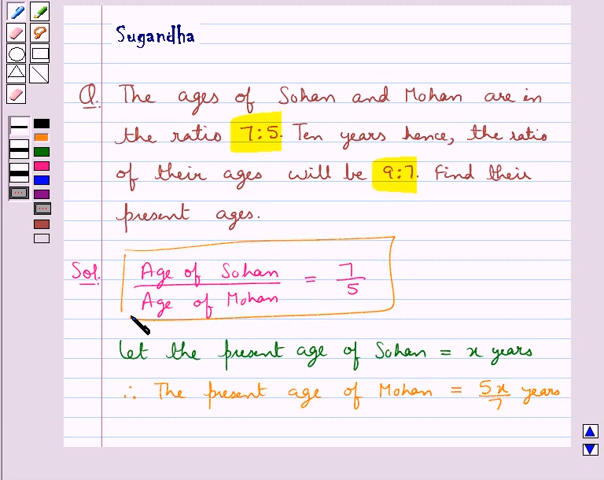 Sugandha
Q. The ages of Sohan and Mohan are in
the ratio 7:5. Ten years hence, the ratio
of their ages will be 9:7. Find their
present ages.
Sol. Age of Sohan / Age of Mohan = 7/5
let the present age of Sohan = x years
∴ The present age of Mohan = 5x/7 years